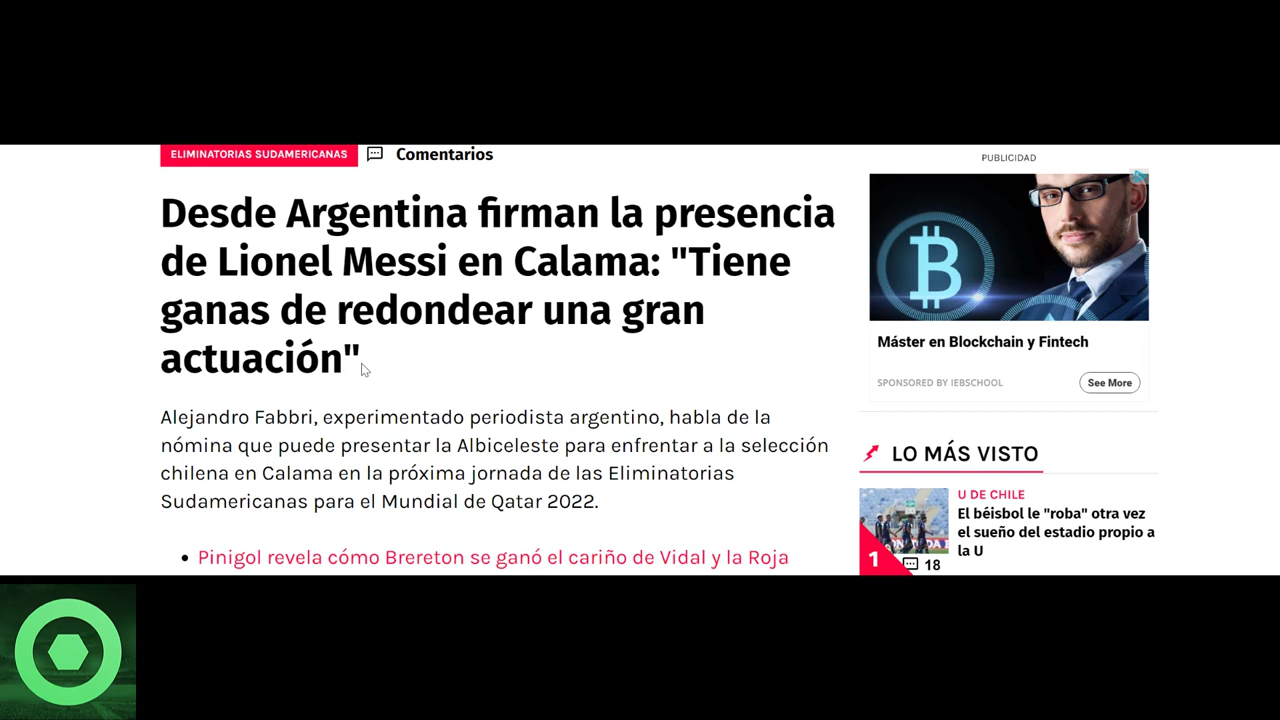 ELIMINATORIAS SUDAMERICANAS
Comentarios
Desde Argentina firman la presencia
de Lionel Messi en Calama: "Tiene
ganas de redondear una gran
actuación"
Alejandro Fabbri, experimentado periodista argentino, habla de la
nómina que puede presentar la Albiceleste para enfrentar a la selección
chilena en Calama en la próxima jornada de las Eliminatorias
Sudamericanas para el Mundial de Qatar 2022.
• Pinigol revela cómo Brereton se ganó el cariño de Vidal y la Roja
PUBLICIDAD
Máster en Blockchain y Fintech
SPONSORED BY IEBSCHOOL
See More
LO MÁS VISTO
U DE CHILE
El béisbol le "roba" otra vez
el sueño del estadio propio a
la U
1
18